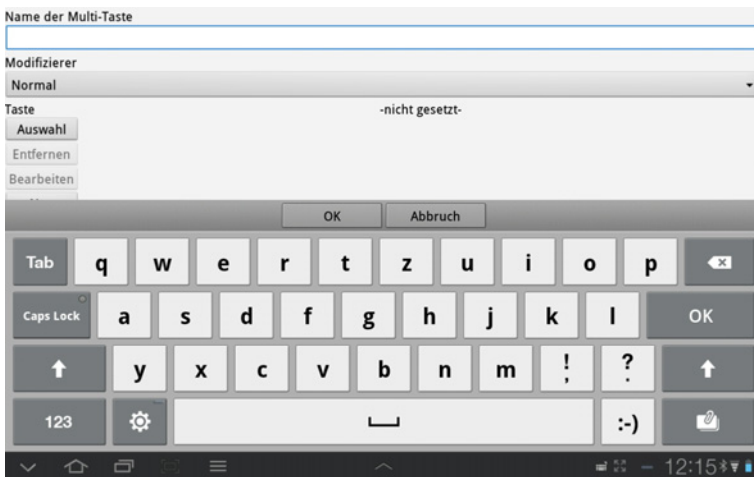 Name der Multi-Taste
Modifizierer
Normal
Taste -nicht gesetzt-
Auswahl
Entfernen
Bearbeiten
OK Abbruch
Tab q w e r t z u i o p
Caps Lock a s d f g h j k l OK
y x c v b n m ! , ? .
123 :-)
12:15